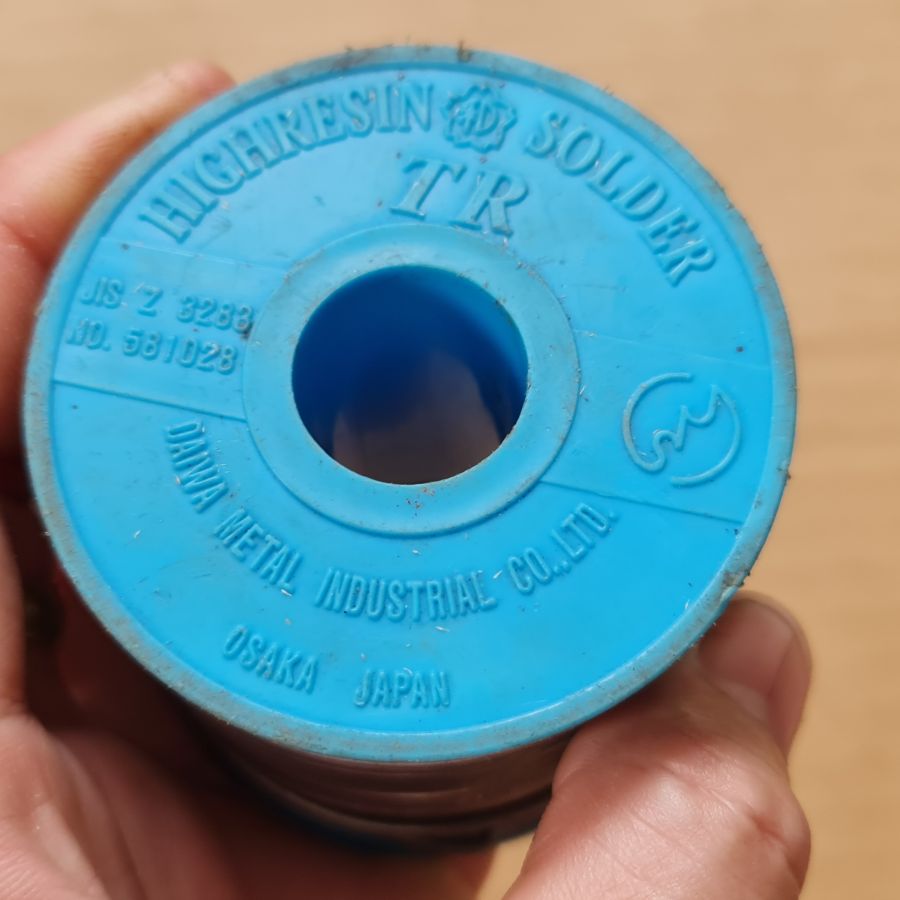 HIGHRESIN SOLDER
TR
JIS Z 3283
NO. 581028
DAIWA METAL INDUSTRIAL CO.,LTD.
OSAKA JAPAN